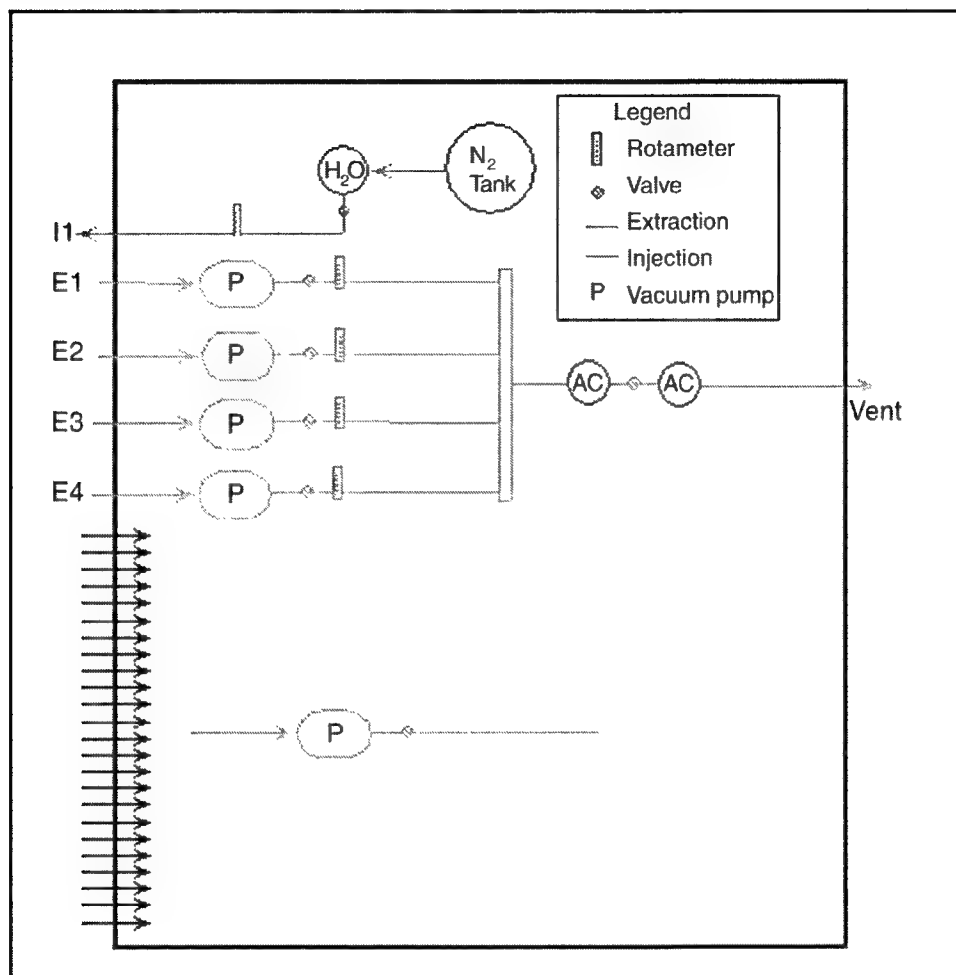 Legend
Rotameter
Valve
Extraction
Injection
P Vacuum pump
H₂O
N₂
Tank
I1
E1 P
E2 P
E3 P
E4 P
AC AC
Vent
P